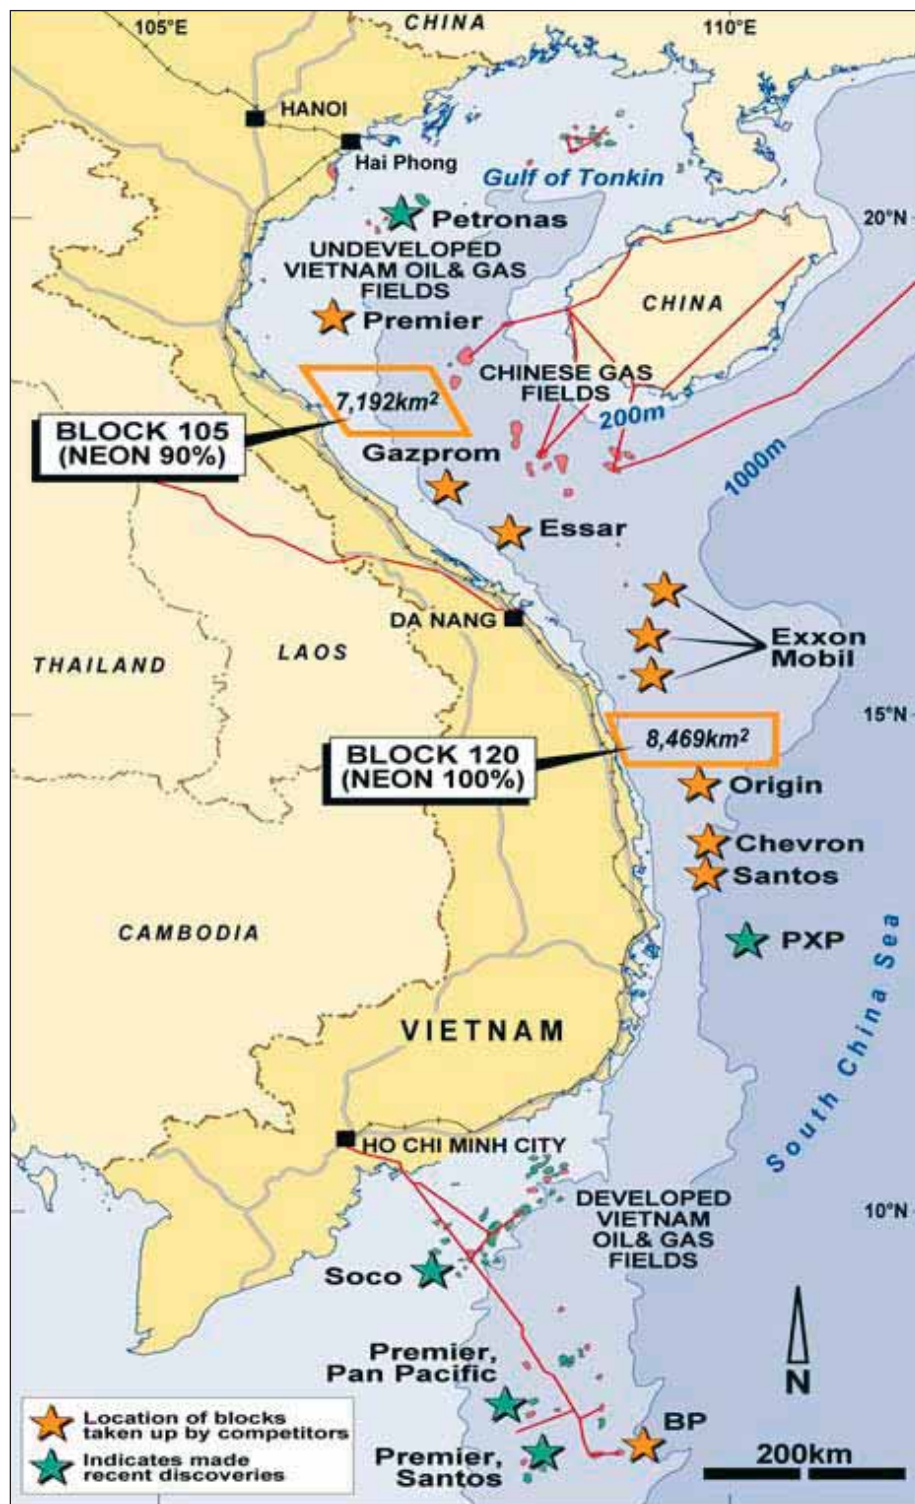 105°E
CHINA
110°E
HANOI
Hai Phong
Gulf of Tonkin
Petronas
20°N
UNDEVELOPED
VIETNAM OIL& GAS
FIELDS
Premier
CHINA
CHINESE GAS
FIELDS
7,192km²
200m
BLOCK 105
(NEON 90%)
Gazprom
1000m
Essar
DA NANG
Exxon
Mobil
THAILAND
LAOS
15°N
8,469km²
BLOCK 120
(NEON 100%)
Origin
Chevron
Santos
CAMBODIA
PXP
South China Sea
VIETNAM
HO CHI MINH CITY
DEVELOPED
VIETNAM
OIL& GAS
FIELDS
10°N
Soco
Premier,
Pan Pacific
N
BP
Premier,
Santos
200km
Location of blocks
taken up by competitors
Indicates made
recent discoveries